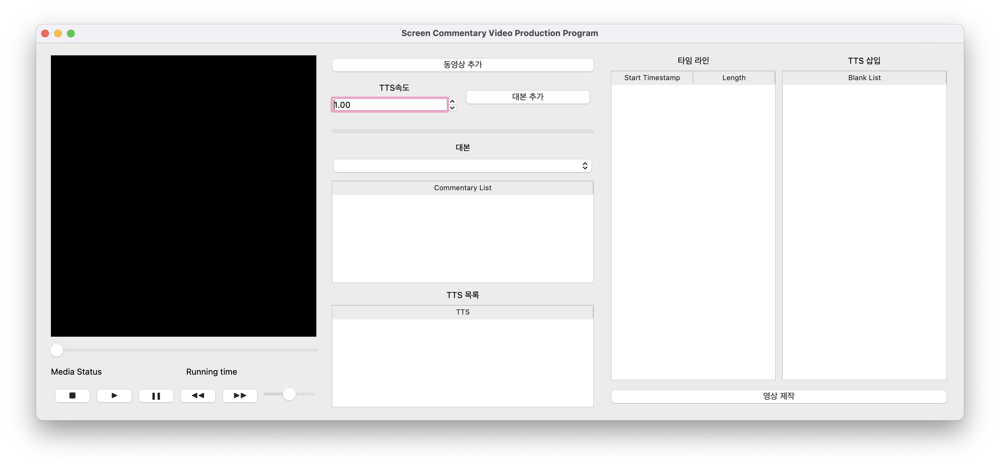 Screen Commentary Video Production Program
Media Status
Running time
동영상 추가
TTS속도
1.00
대본 추가
대본
Commentary List
TTS 목록
TTS
타임 라인
Start Timestamp
Length
TTS 삽입
Blank List
영상 제작